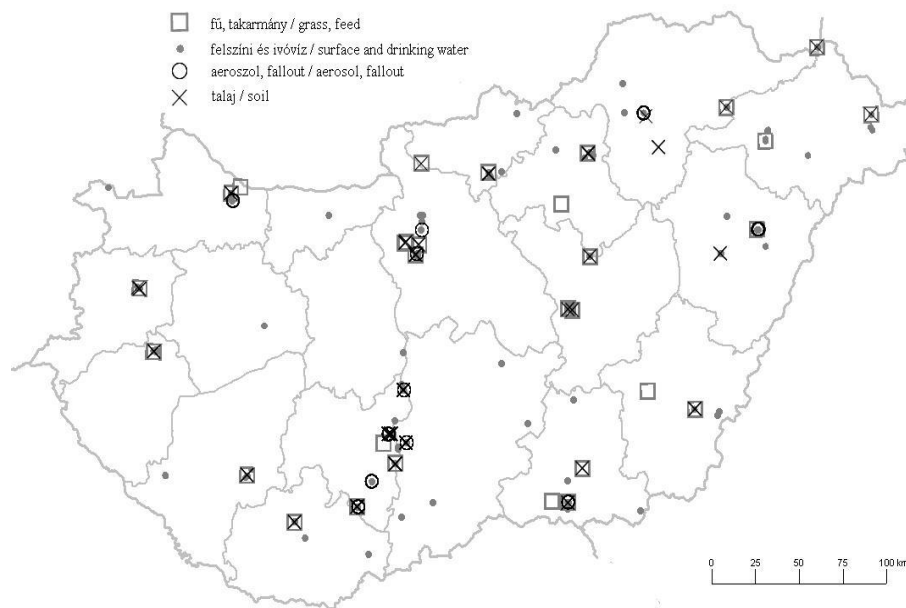 fű, takarmány / grass, feed
felszíni és ivóvíz / surface and drinking water
aeroszol, fallout / aerosol, fallout
talaj / soil
0 25 50 75 100 km